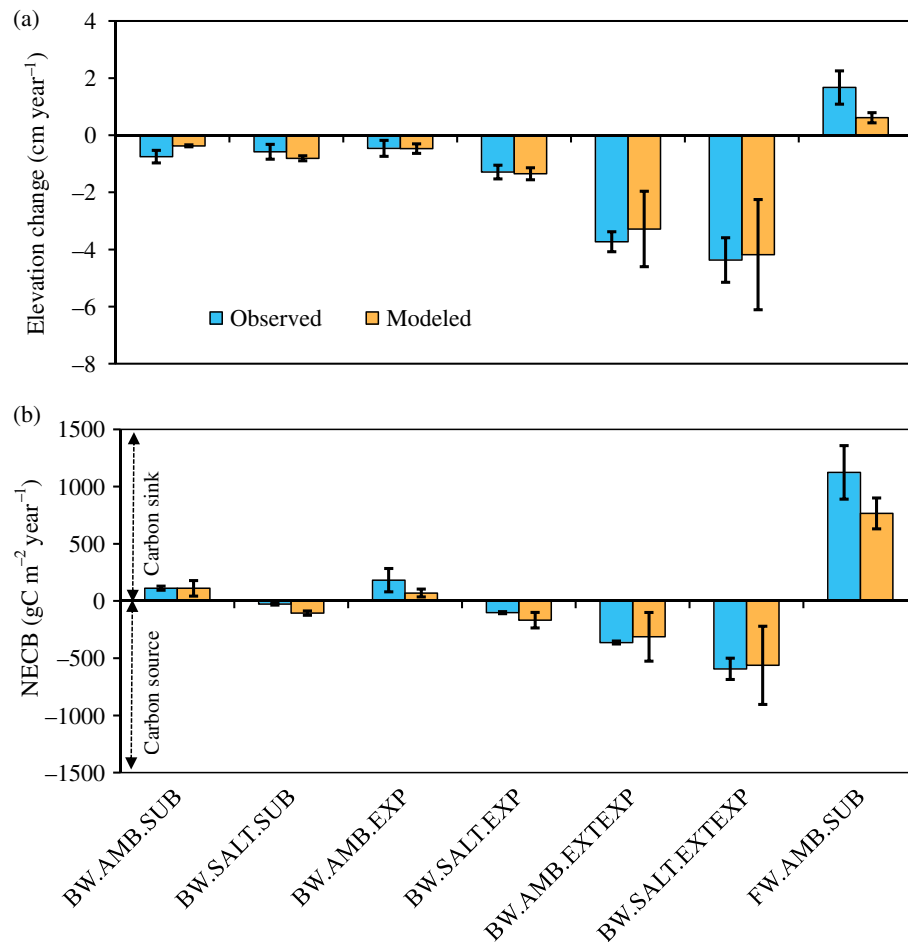 (a)
Elevation change (cm year⁻¹)
4
2
0
–2
–4
–6
–8
Observed
Modeled
(b)
NECB (gC m⁻² year⁻¹)
1500
1000
500
0
–500
–1000
–1500
Carbon sink
Carbon source
BW.AMB.SUB
BW.SALT.SUB
BW.AMB.EXP
BW.SALT.EXP
BW.AMB.EXTEXP
BW.SALT.EXTEXP
FW.AMB.SUB